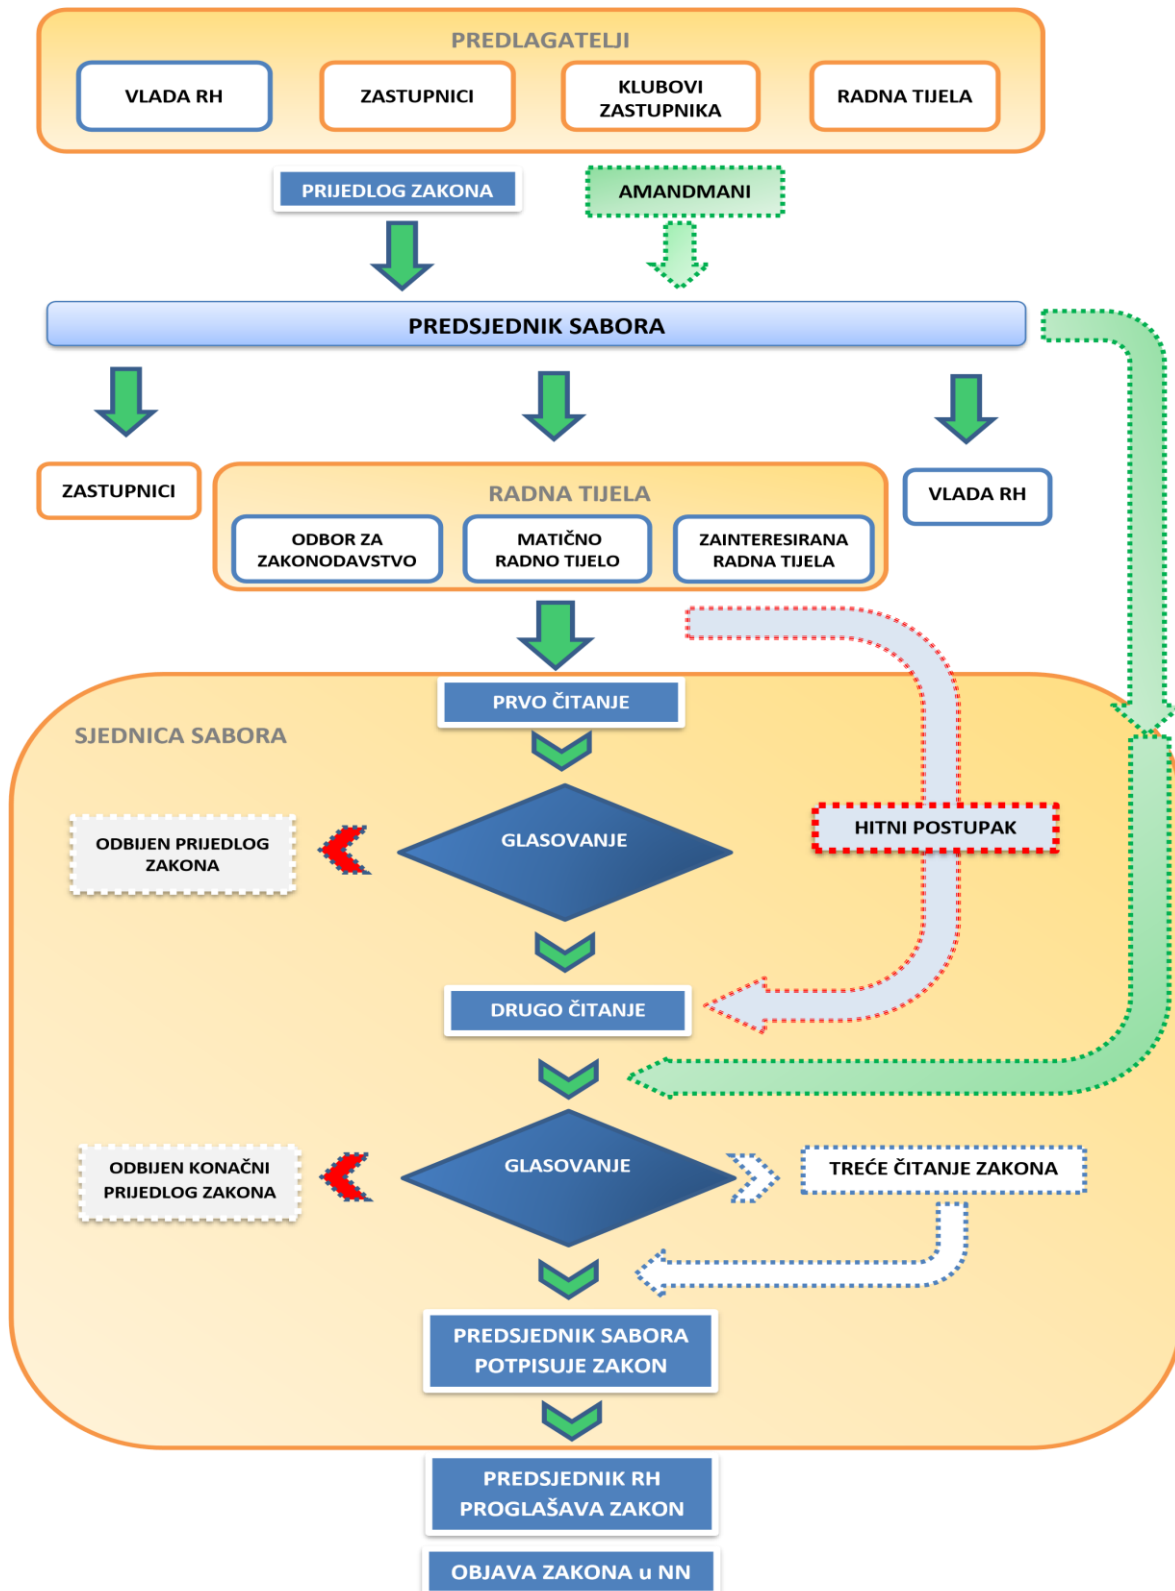 PREDLAGATELJI
VLADA RH
ZASTUPNICI
KLUBOVI
ZASTUPNIKA
RADNA TIJELA
PRIJEDLOG ZAKONA
AMANDMANI
PREDSJEDNIK SABORA
ZASTUPNICI
RADNA TIJELA
ODBOR ZA
ZAKONODAVSTVO
MATIČNO
RADNO TIJELO
ZAINTERESIRANA
RADNA TIJELA
VLADA RH
PRVO ČITANJE
SJEDNICA SABORA
GLASOVANJE
ODBIJEN PRIJEDLOG
ZAKONA
HITNI POSTUPAK
DRUGO ČITANJE
GLASOVANJE
ODBIJEN KONAČNI
PRIJEDLOG ZAKONA
TREĆE ČITANJE ZAKONA
PREDSJEDNIK SABORA
POTPISUJE ZAKON
PREDSJEDNIK RH
PROGLAŠAVA ZAKON
OBJAVA ZAKONA u NN